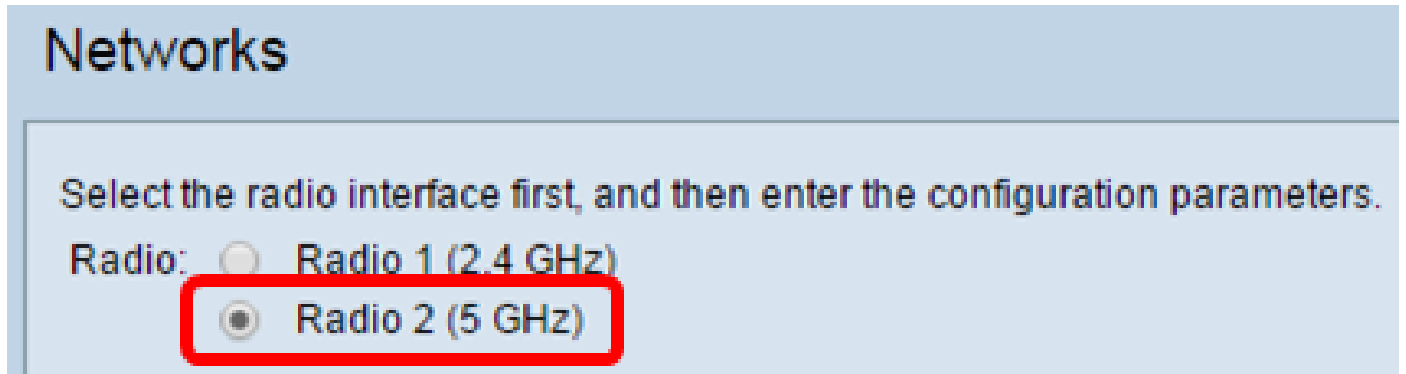 Networks
Select the radio interface first, and then enter the configuration parameters.
Radio: Radio 1 (2.4 GHz)
Radio 2 (5 GHz)